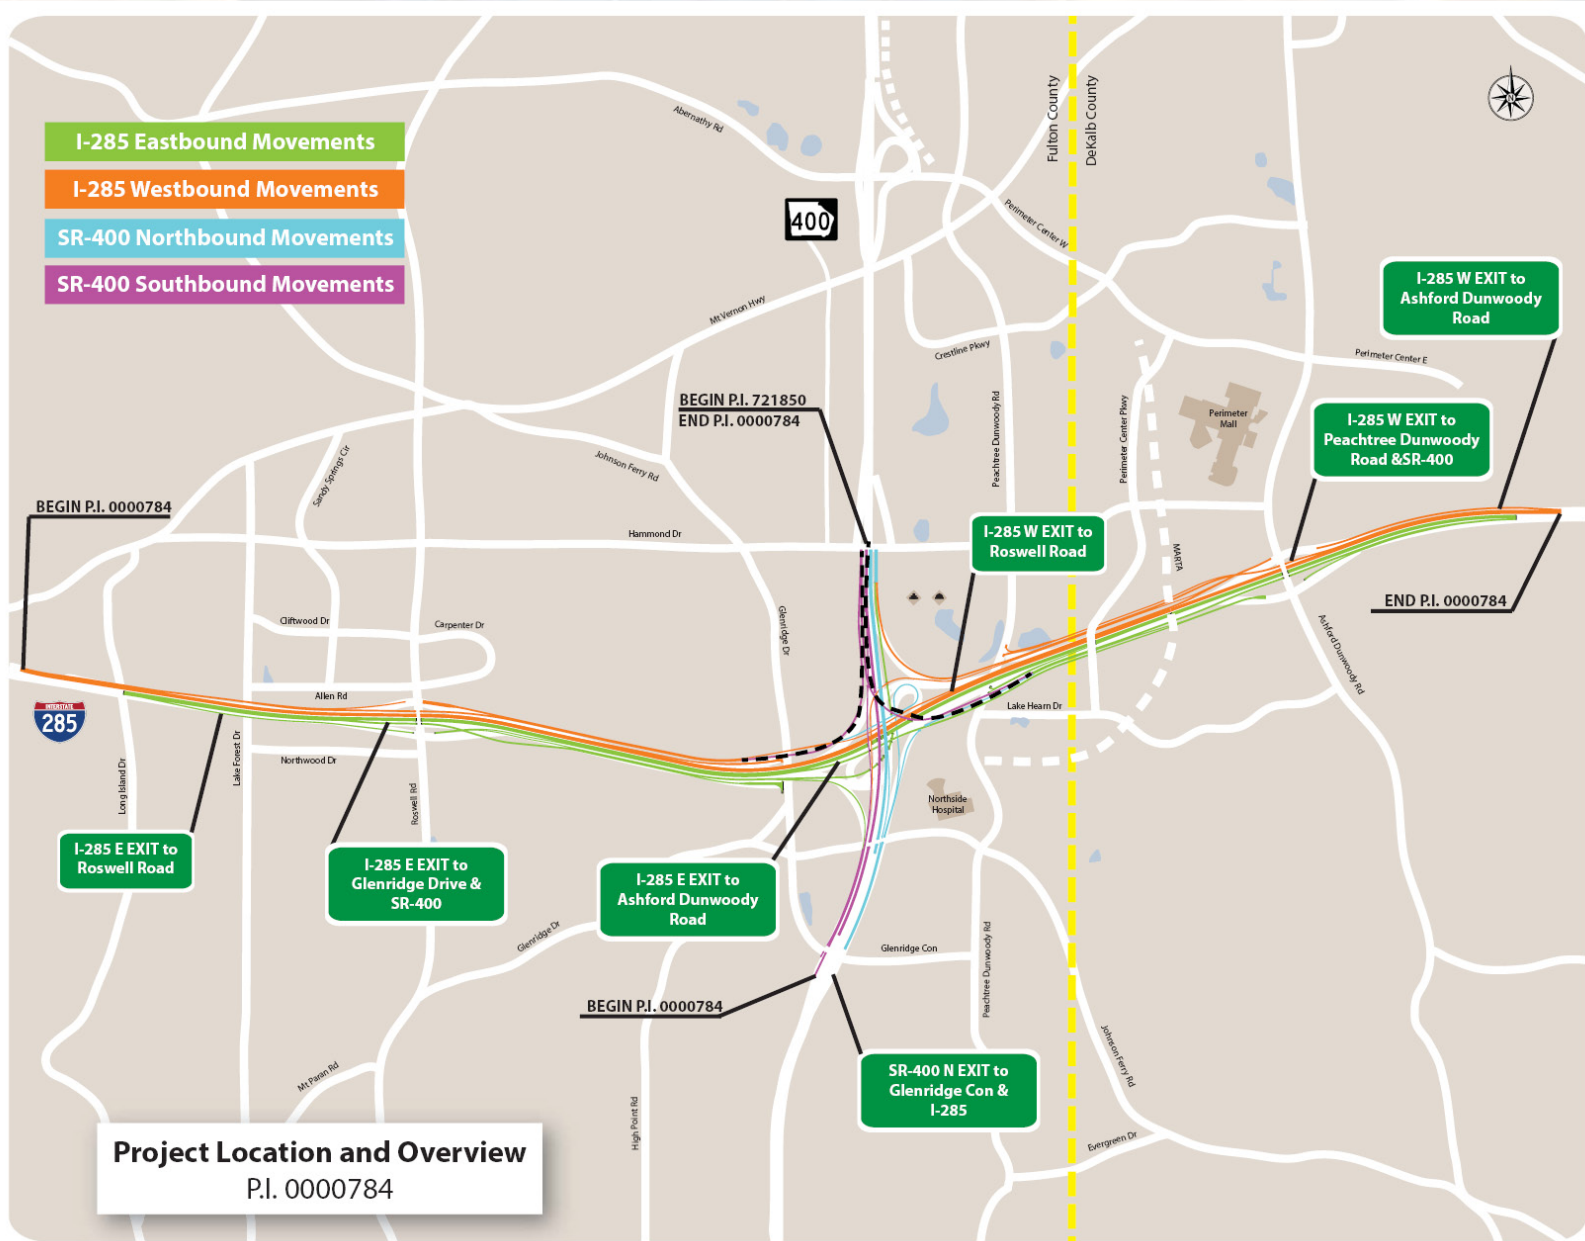 Abernathy Rd
Fulton County
DeKalb County
N
I-285 Eastbound Movements
I-285 Westbound Movements
SR-400 Northbound Movements
SR-400 Southbound Movements
400
Perimeter Center W
I-285 W EXIT to
Ashford Dunwoody
Road
Mt Vernon Hwy
Crestline Pkwy
Perimeter Center E
BEGIN P.I. 721850
END P.I. 0000784
Peachtree Dunwoody Rd
Perimeter Center Pkwy
Perimeter
Mall
I-285 W EXIT to
Peachtree Dunwoody
Road &SR-400
Sandy Springs Cir
Johnson Ferry Rd
BEGIN P.I. 0000784
Hammond Dr
I-285 W EXIT to
Roswell Road
MARTA
END P.I. 0000784
Cliftwood Dr
Carpenter Dr
Glenridge Dr
Ashford Dunwoody Rd
Allen Rd
INTERSTATE
285
Lake Hearn Dr
Long Island Dr
Lake Forest Dr
Northwood Dr
Roswell Rd
Northside
Hospital
I-285 E EXIT to
Roswell Road
I-285 E EXIT to
Glenridge Drive &
SR-400
I-285 E EXIT to
Ashford Dunwoody
Road
Glenridge Dr
Glenridge Con
Peachtree Dunwoody Rd
BEGIN P.I. 0000784
SR-400 N EXIT to
Glenridge Con &
I-285
Johnson Ferry Rd
Mt Paran Rd
High Point Rd
Evergreen Dr
Project Location and Overview
P.I. 0000784